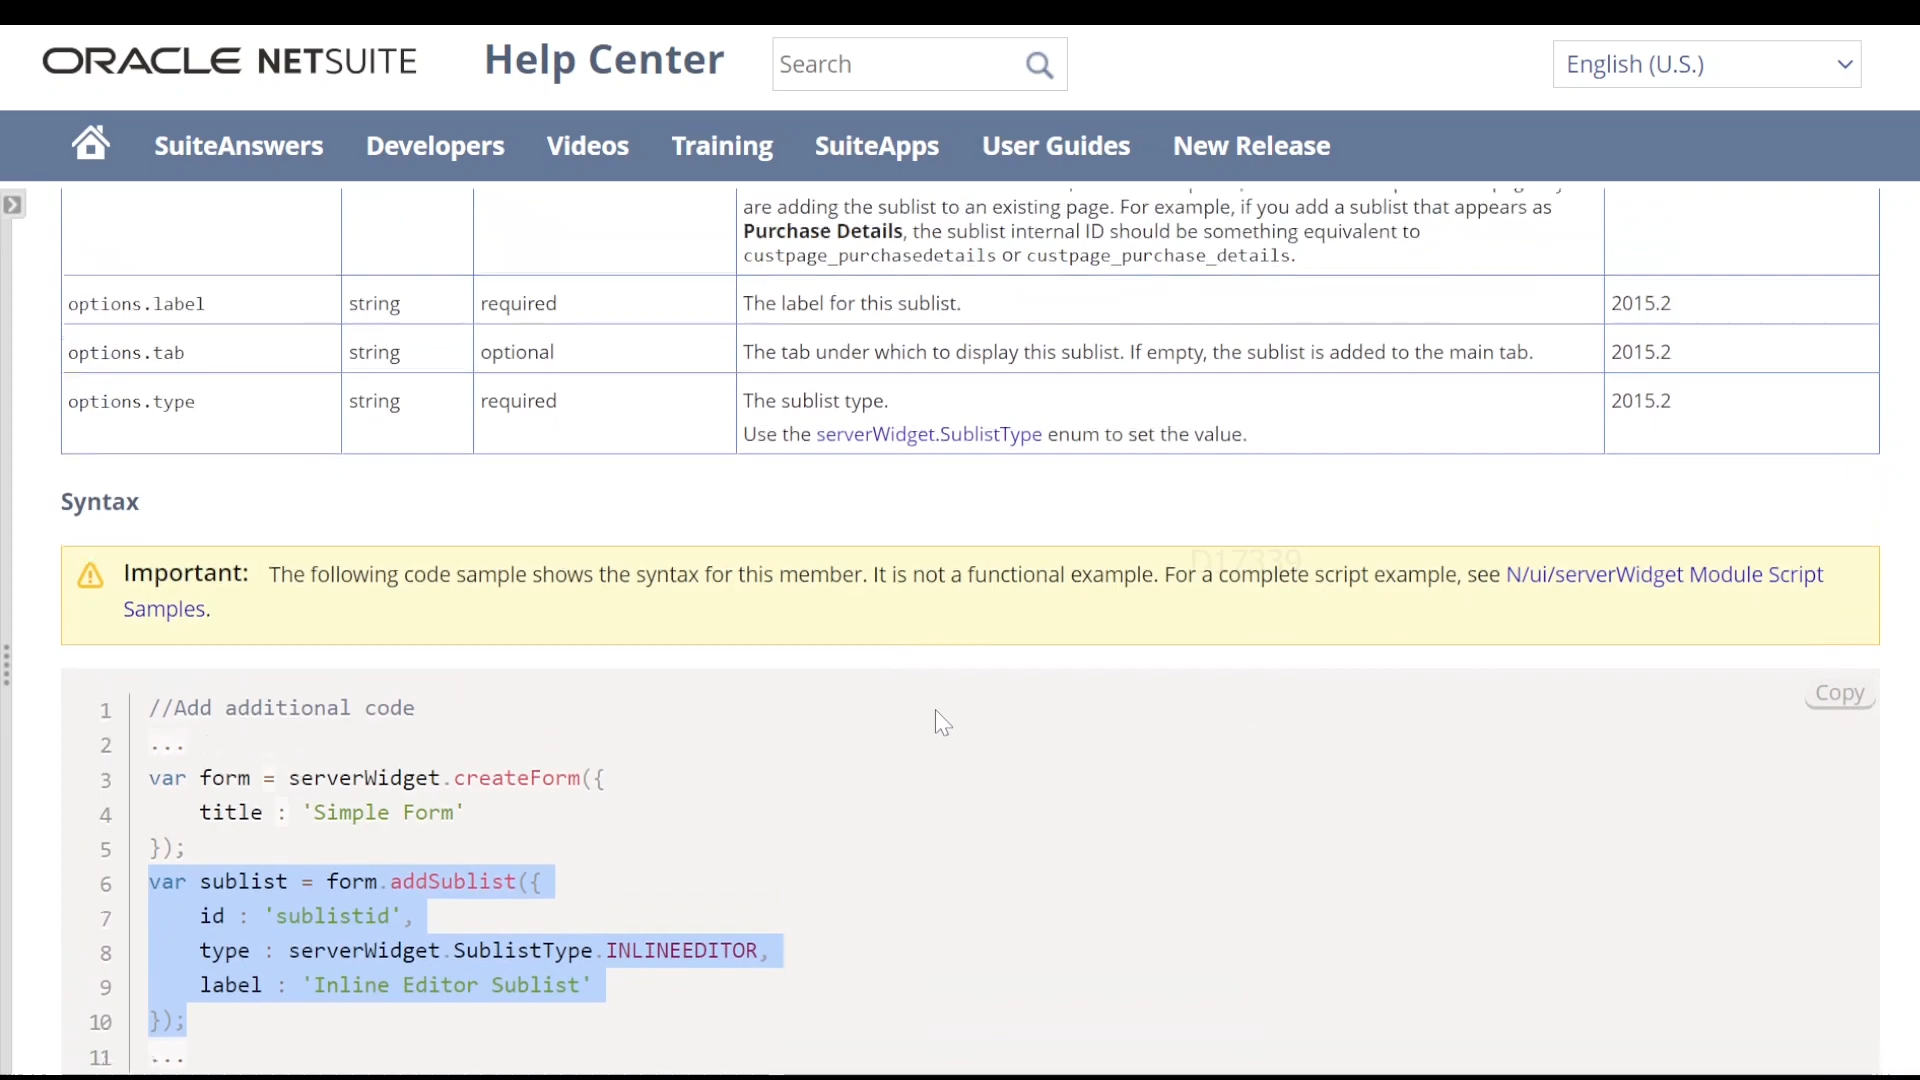 ORACLE NETSUITE
Help Center
Search
English (U.S.)
SuiteAnswers
Developers
Videos
Training
SuiteApps
User Guides
New Release
are adding the sublist to an existing page. For example, if you add a sublist that appears as
Purchase Details, the sublist internal ID should be something equivalent to
custpage_purchasedetails or custpage_purchase_details.
options.label string required The label for this sublist. 2015.2
options.tab string optional The tab under which to display this sublist. If empty, the sublist is added to the main tab. 2015.2
options.type string required The sublist type. 2015.2
Use the serverWidget.SublistType enum to set the value.
Syntax
D17339
Important: The following code sample shows the syntax for this member. It is not a functional example. For a complete script example, see N/ui/serverWidget Module Script
Samples.
Copy
1 //Add additional code
2 ...
3 var form = serverWidget.createForm({
4 title : 'Simple Form'
5 });
6 var sublist = form.addSublist({
7 id : 'sublistid',
8 type : serverWidget.SublistType.INLINEEDITOR,
9 label : 'Inline Editor Sublist'
10 });
11 ...